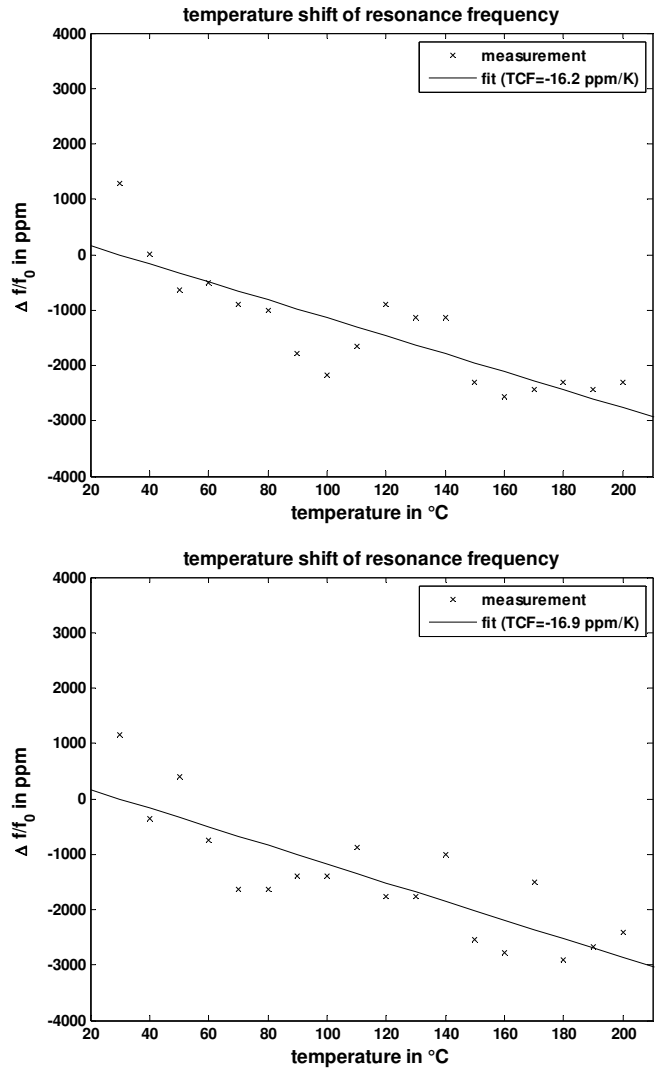 temperature shift of resonance frequency
4000
3000
2000
1000
0
-1000
-2000
-3000
-4000
Δ f/f0 in ppm
× measurement
fit (TCF=-16.2 ppm/K)
20 40 60 80 100 120 140 160 180 200
temperature in °C
temperature shift of resonance frequency
4000
3000
2000
1000
0
-1000
-2000
-3000
-4000
Δ f/f0 in ppm
× measurement
fit (TCF=-16.9 ppm/K)
20 40 60 80 100 120 140 160 180 200
temperature in °C